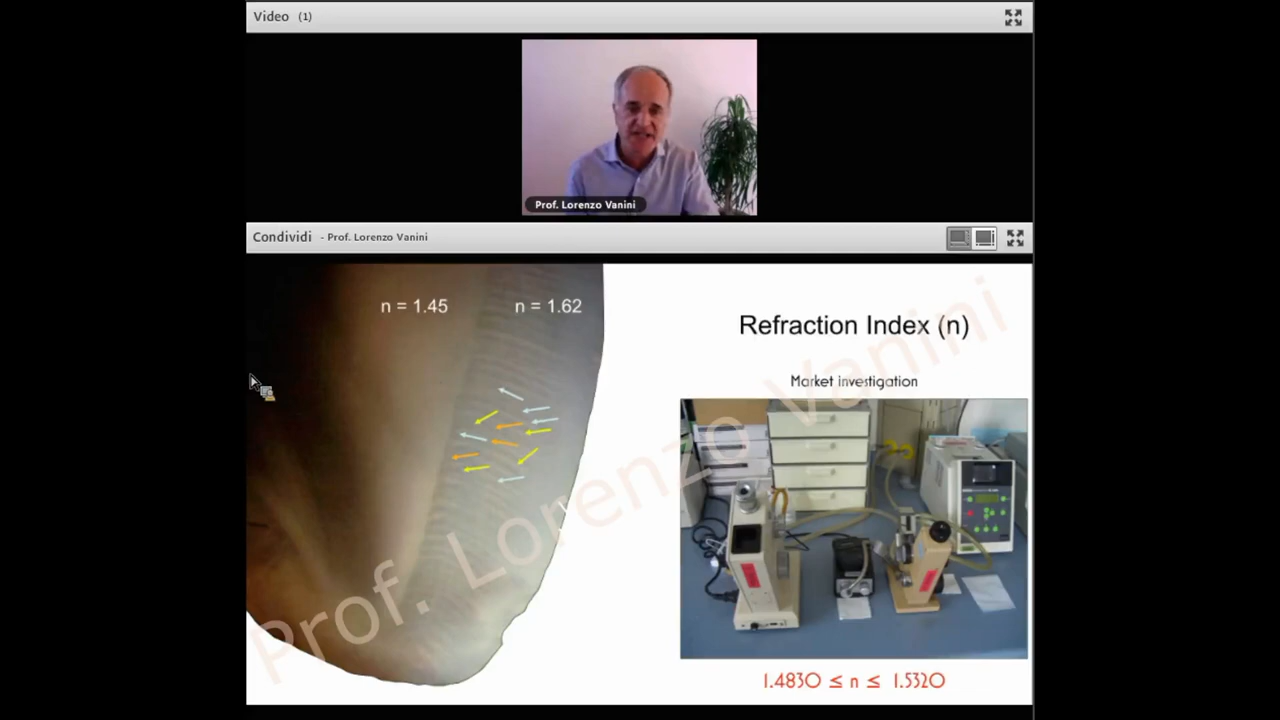 Video (1)
Prof. Lorenzo Vanini
Condividi - Prof. Lorenzo Vanini
n = 1.45
n = 1.62
Refraction Index (n)
Market investigation
Prof. Lorenzo Vanini
1.4830 ≤ n ≤ 1.5320